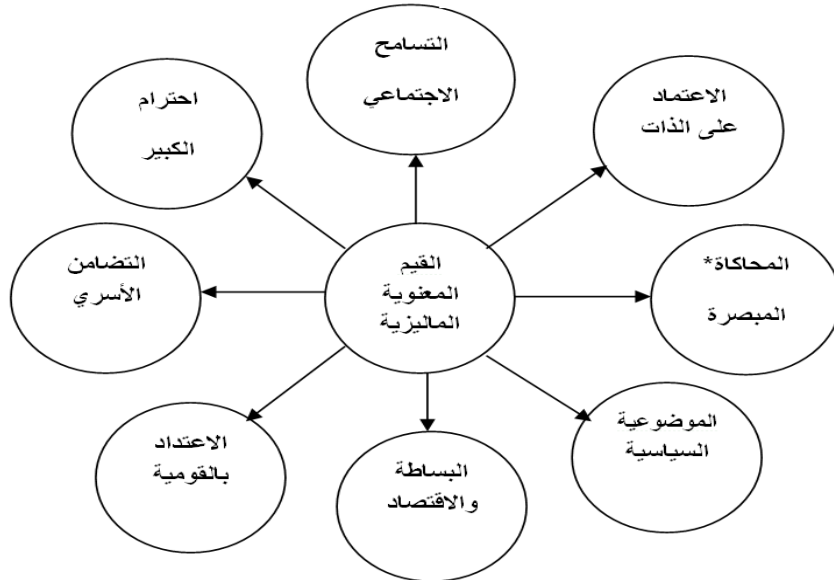 التسامح
الاجتماعي
الاعتماد
على الذات
احترام
الكبير
القيم
المعنوية
الماليزية
المحاكاة*
المبصرة
التضامن
الأسري
الموضوعية
السياسية
الاعتداد
بالقومية
البساطة
والاقتصاد